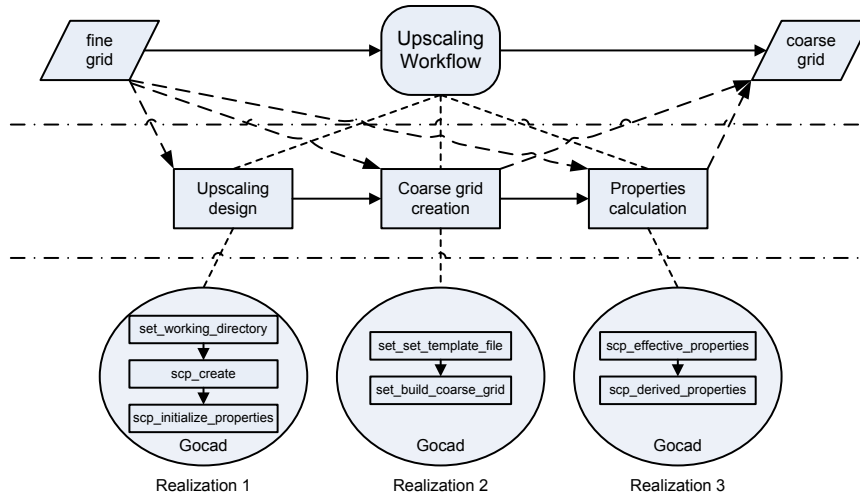 fine
grid
Upscaling
Workflow
coarse
grid
Upscaling
design
Coarse grid
creation
Properties
calculation
set_working_directory
scp_create
scp_initialize_properties
Gocad
Realization 1
set_set_template_file
set_build_coarse_grid
Gocad
Realization 2
scp_effective_properties
scp_derived_properties
Gocad
Realization 3